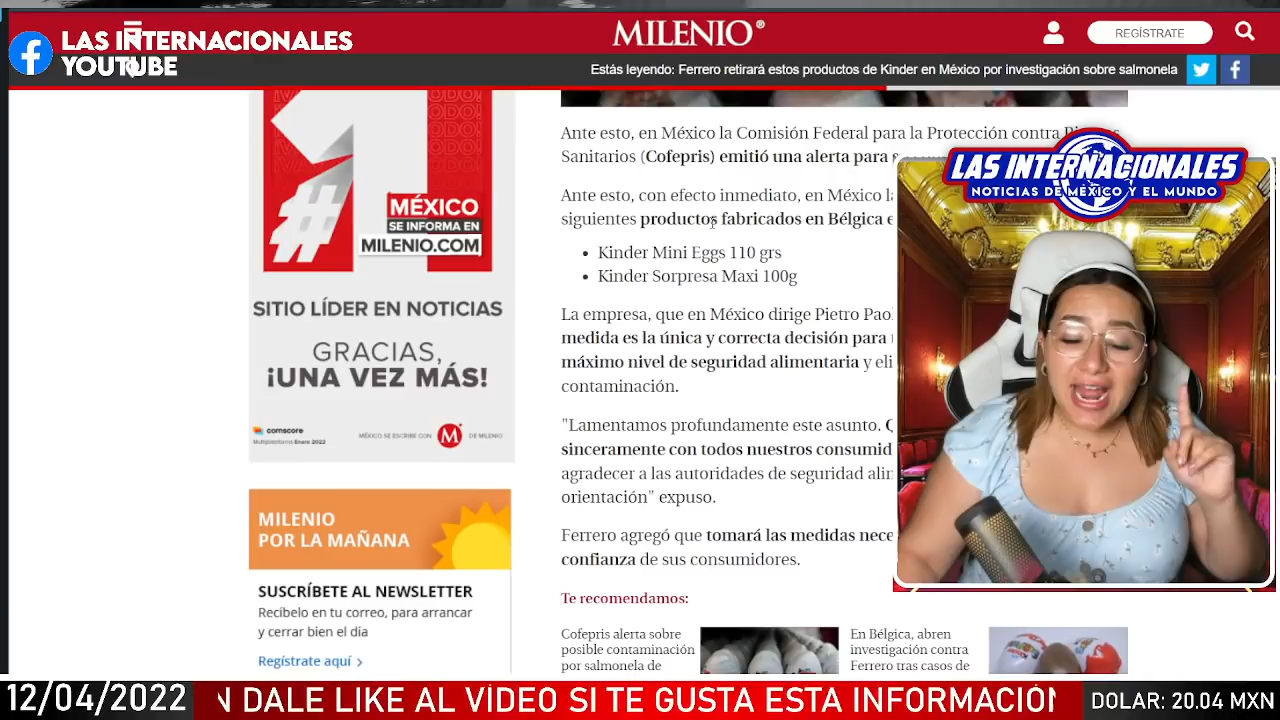 LAS INTERNACIONALES
YOUTUBE
MILENIO®
REGÍSTRATE
Estás leyendo: Ferrero retirará estos productos de Kinder en México por investigación sobre salmonela
1#
MÉXICO
SE INFORMA EN
MILENIO.COM
SITIO LÍDER EN NOTICIAS
GRACIAS,
¡UNA VEZ MÁS!
comscore
Multiplataforma Enero 2022
MÉXICO SE ESCRIBE CON M DE MILENIO
MILENIO
POR LA MAÑANA
SUSCRÍBETE AL NEWSLETTER
Recíbelo en tu correo, para arrancar
y cerrar bien el día
Regístrate aquí >
Ante esto, en México la Comisión Federal para la Protección contra
Sanitarios (Cofepris) emitió una alerta para
Ante esto, con efecto inmediato, en México
siguientes productos fabricados en Bélgica
• Kinder Mini Eggs 110 grs
• Kinder Sorpresa Maxi 100g
La empresa, que en México dirige Pietro
medida es la única y correcta decisión para
máximo nivel de seguridad alimentaria y
contaminación.
"Lamentamos profundamente este asunto.
sinceramente con todos nuestros
agradecer a las autoridades de seguridad
orientación" expuso.
Ferrero agregó que tomará las medidas
confianza de sus consumidores.
Te recomendamos:
Cofepris alerta sobre
posible contaminación
por salmonela de
En Bélgica, abren
investigación contra
Ferrero tras casos de
LAS INTERNACIONALES
NOTICIAS DE MÉXICO Y EL MUNDO
12/04/2022
N DALE LIKE AL VÍDEO SI TE GUSTA ESTA INFORMACIÓN
DOLAR: 20.04 MXN